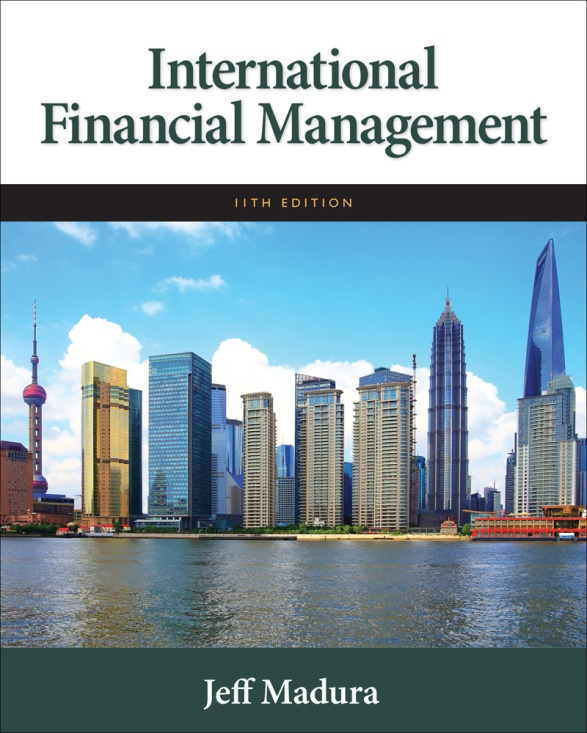 International
Financial Management
11TH EDITION
Jeff Madura